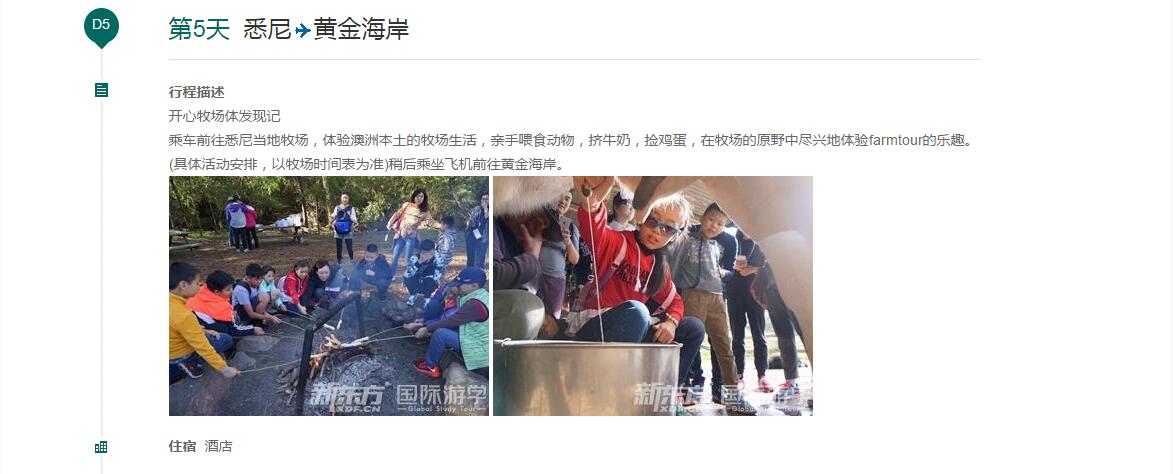 D5
第5天 悉尼 黄金海岸
行程描述
开心牧场体发现记
乘车前往悉尼当地牧场，体验澳洲本土的牧场生活，亲手喂食动物，挤牛奶，捡鸡蛋，在牧场的原野中尽兴地体验farmtour的乐趣。
(具体活动安排，以牧场时间表为准)稍后乘坐飞机前往黄金海岸。
新东方 国际游学
XDF.CN —Global Study Tour—
新东方 国际游学
XDF.CN —Global Study Tour—
住宿 酒店